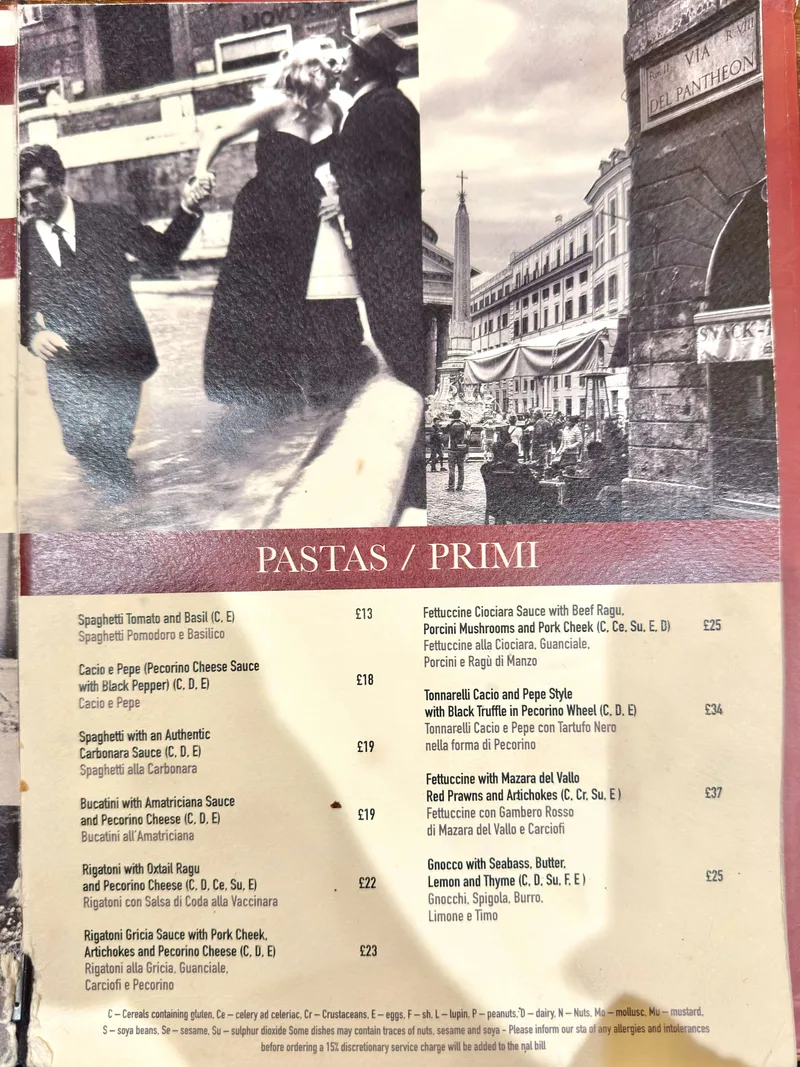 VIA
DEL PANTHEON
R. VIII
SNACK-
PASTAS / PRIMI
Spaghetti Tomato and Basil (C, E) £13
Spaghetti Pomodoro e Basilico
Cacio e Pepe (Pecorino Cheese Sauce
with Black Pepper) (C, D, E) £18
Cacio e Pepe
Spaghetti with an Authentic
Carbonara Sauce (C, D, E) £19
Spaghetti alla Carbonara
Bucatini with Amatriciana Sauce
and Pecorino Cheese (C, D, E) £19
Bucatini all'Amatriciana
Rigatoni with Oxtail Ragu
and Pecorino Cheese (C, D, Ce, Su, E) £22
Rigatoni con Salsa di Coda alla Vaccinara
Rigatoni Gricia Sauce with Pork Cheek,
Artichokes and Pecorino Cheese (C, D, E) £23
Rigatoni alla Gricia, Guanciale,
Carciofi e Pecorino
Fettuccine Ciociara Sauce with Beef Ragu,
Porcini Mushrooms and Pork Cheek (C, Ce, Su, E, D) £25
Fettuccine alla Ciociara, Guanciale,
Porcini e Ragù di Manzo
Tonnarelli Cacio and Pepe Style
with Black Truffle in Pecorino Wheel (C, D, E) £34
Tonnarelli Cacio e Pepe con Tartufo Nero
nella forma di Pecorino
Fettuccine with Mazara del Vallo
Red Prawns and Artichokes (C, Cr, Su, E ) £37
Fettuccine con Gambero Rosso
di Mazara del Vallo e Carciofi
Gnocco with Seabass, Butter,
Lemon and Thyme (C, D, Su, F, E ) £25
Gnocchi, Spigola, Burro,
Limone e Timo
C – Cereals containing gluten, Ce – celery ad celeriac, Cr – Crustaceans, E – eggs, F – sh, L – lupin, P – peanuts, D – dairy, N – Nuts, Mo – mollusc, Mu – mustard,
S – soya beans, Se – sesame, Su – sulphur dioxide Some dishes may contain traces of nuts, sesame and soya - Please inform our sta of any allergies and intolerances
before ordering a 15% discretionary service charge will be added to the nal bill